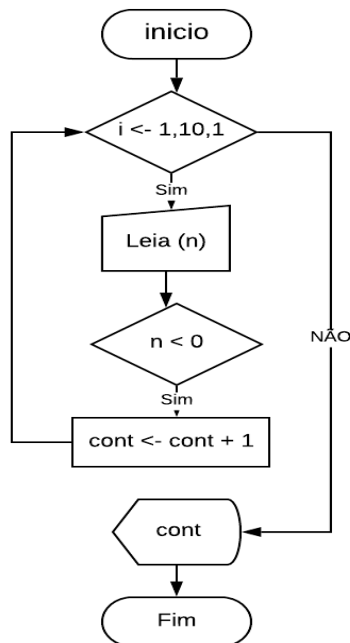 inicio
i <- 1,10,1
Sim
Leia (n)
NÃO
n < 0
Sim
cont <- cont + 1
cont
Fim